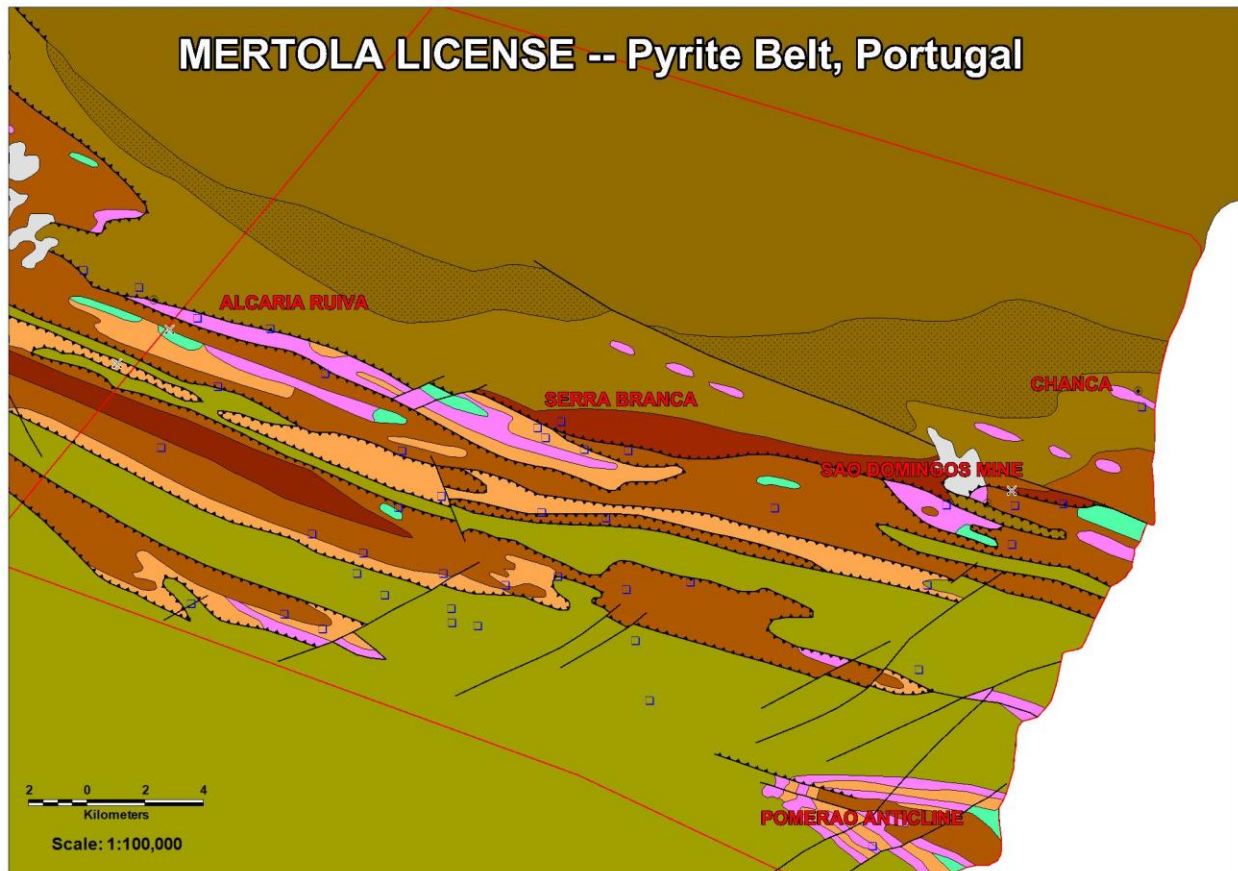 MERTOLA LICENSE -- Pyrite Belt, Portugal
ALCARIA RUIVA
CHANCA
SERRA BRANCA
SAO DOMINGOS MINE
2 0 2 4
Kilometers
POMERAO ANTICLINE
Scale: 1:100,000